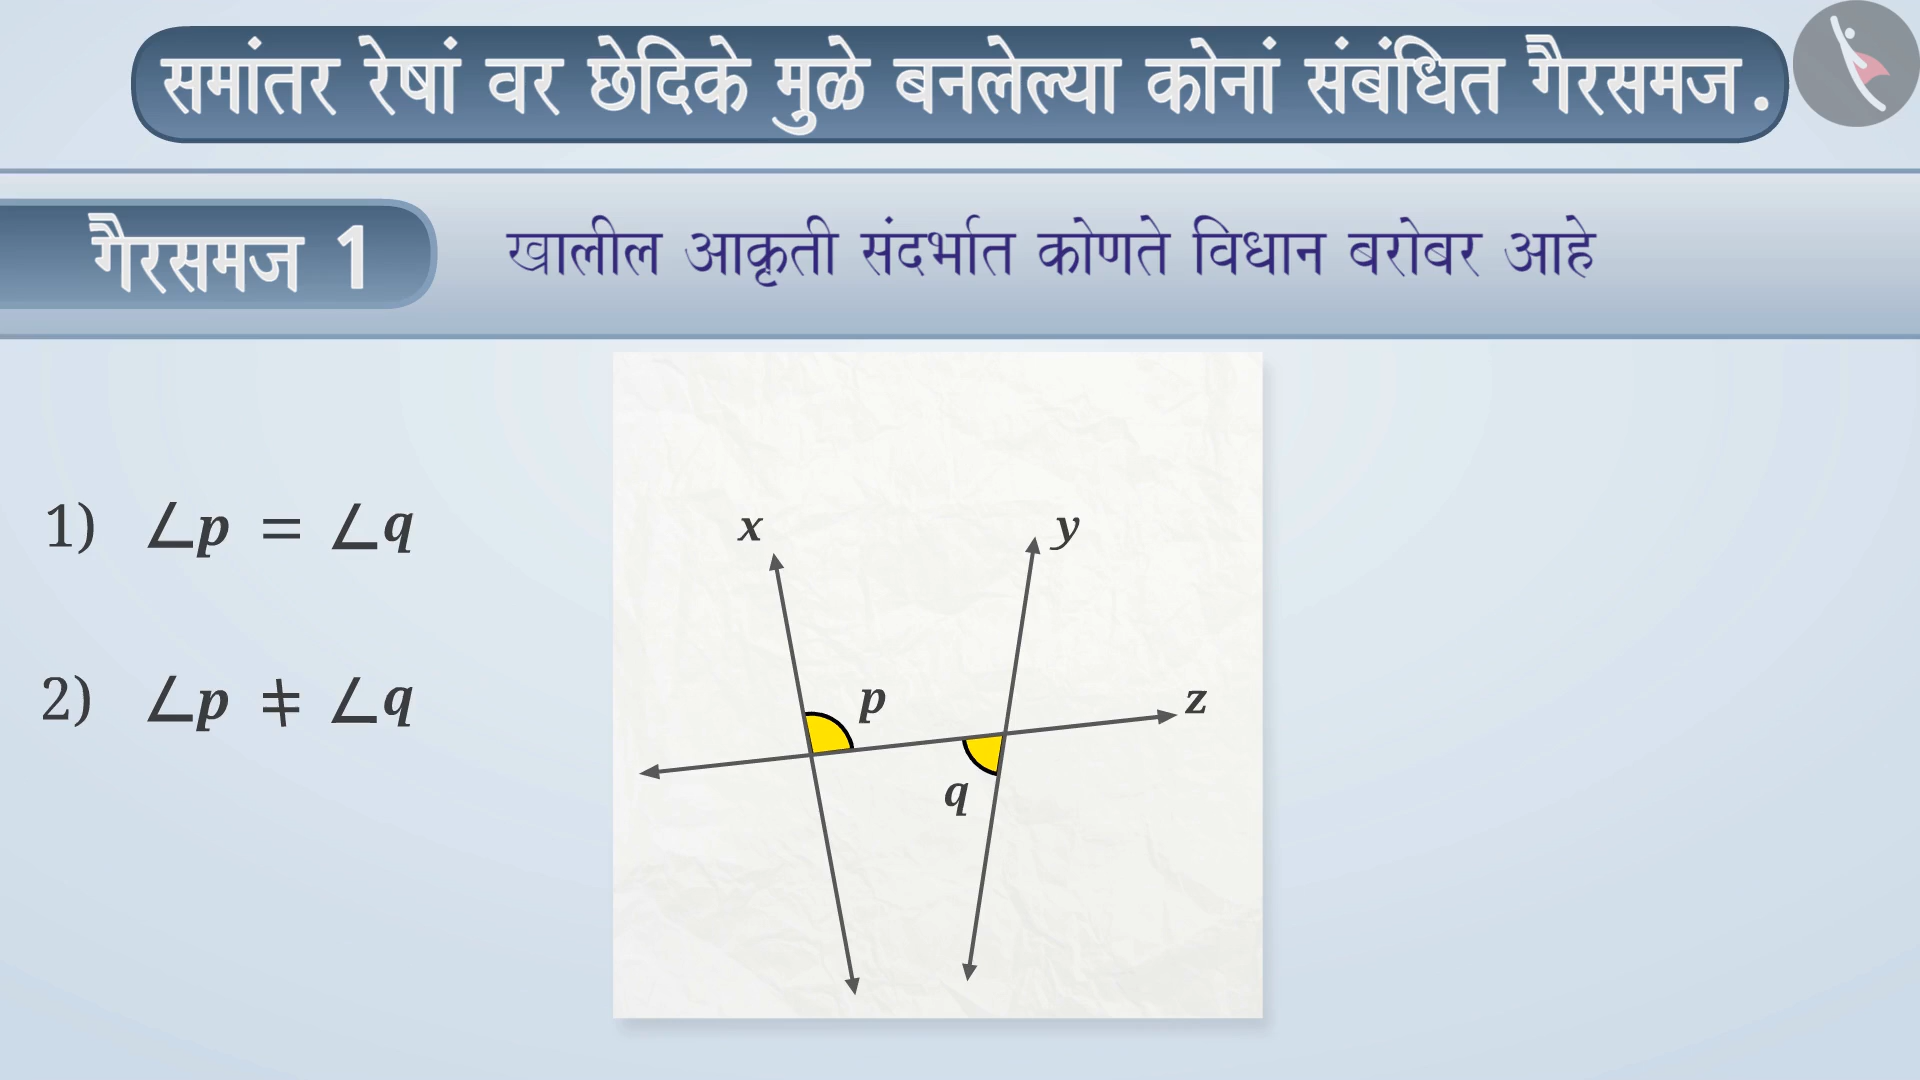 समांतर रेषां वर छेदिके मुळे बनलेल्या कोनां संबंधित गैरसमज.
गैरसमज 1
खालील आकृती संदर्भात कोणते विधान बरोबर आहे
1) ∠p = ∠q
2) ∠p ≠ ∠q
x
y
p
z
q